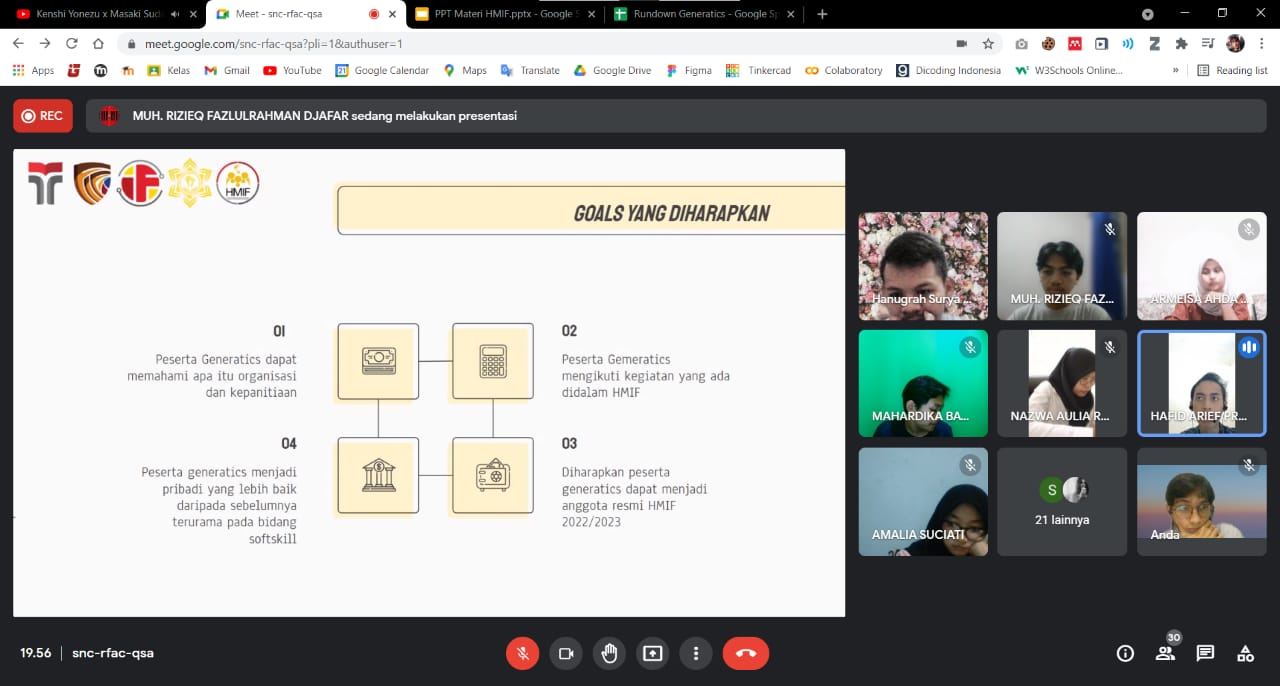 Kenshi Yonezu x Masaki Sud
Meet - snc-rfac-qsa
PPT Materi HMIF.pptx - Google S
Rundown Generatics - Google Sp
meet.google.com/snc-rfac-qsa?pli=1&authuser=1
Apps
Kelas
Gmail
YouTube
Google Calendar
Maps
Translate
Google Drive
Figma
Tinkercad
Colaboratory
Dicoding Indonesia
W3Schools Online...
»
Reading list
REC
MUH. RIZIEQ FAZLULRAHMAN DJAFAR sedang melakukan presentasi
HMIF
GOALS YANG DIHARAPKAN
01
Peserta Generatics dapat
memahami apa itu organisasi
dan kepanitiaan
02
Peserta Gemeratics
mengikuti kegiatan yang ada
didalam HMIF
04
Peserta generatics menjadi
pribadi yang lebih baik
daripada sebelumnya
terurama pada bidang
softskill
03
Diharapkan peserta
generatics dapat menjadi
anggota resmi HMIF
2022/2023
Hanugrah Surya ...
MUH. RIZIEQ FAZ...
ARMEISA AHDA ...
MAHARDIKA BA...
NAZWA AULIA R...
HAFID ARIEF PR...
AMALIA SUCIATI
S
21 lainnya
Anda
19.56 | snc-rfac-qsa
30